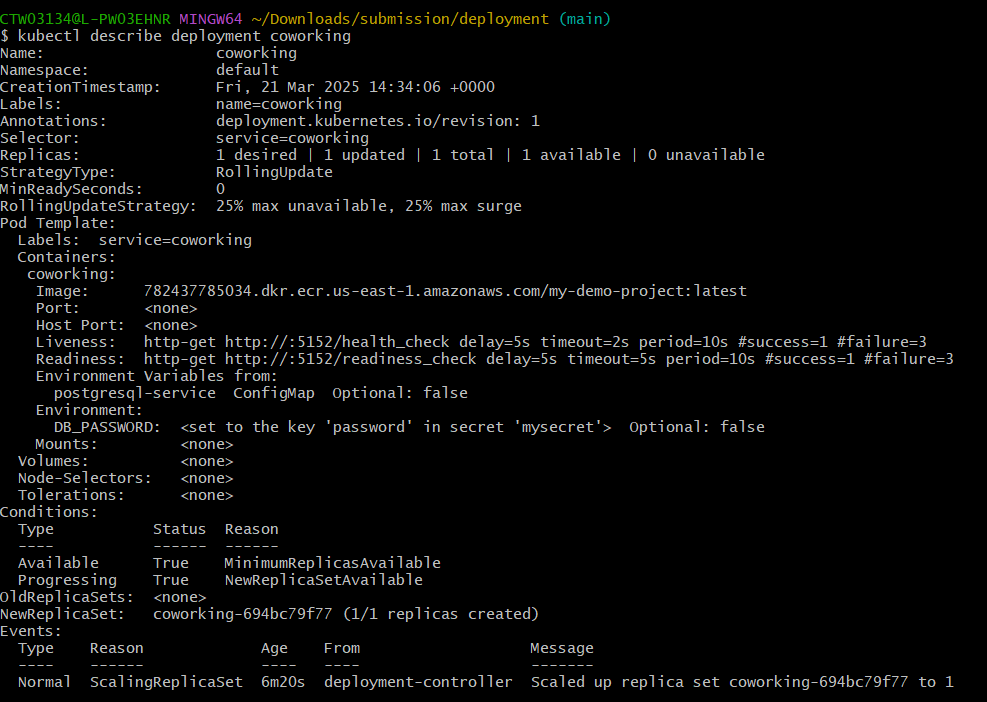 CTW03134@L-PW03EHNR MINGW64 ~/Downloads/submission/deployment (main)
$ kubectl describe deployment coworking
Name:                   coworking
Namespace:              default
CreationTimestamp:      Fri, 21 Mar 2025 14:34:06 +0000
Labels:                 name=coworking
Annotations:            deployment.kubernetes.io/revision: 1
Selector:               service=coworking
Replicas:               1 desired | 1 updated | 1 total | 1 available | 0 unavailable
StrategyType:           RollingUpdate
MinReadySeconds:        0
RollingUpdateStrategy:  25% max unavailable, 25% max surge
Pod Template:
  Labels:  service=coworking
  Containers:
   coworking:
    Image:      782437785034.dkr.ecr.us-east-1.amazonaws.com/my-demo-project:latest
    Port:       <none>
    Host Port:  <none>
    Liveness:   http-get http://:5152/health_check delay=5s timeout=2s period=10s #success=1 #failure=3
    Readiness:  http-get http://:5152/readiness_check delay=5s timeout=5s period=10s #success=1 #failure=3
    Environment Variables from:
      postgresql-service  ConfigMap  Optional: false
    Environment:
      DB_PASSWORD:  <set to the key 'password' in secret 'mysecret'>  Optional: false
    Mounts:         <none>
  Volumes:          <none>
  Node-Selectors:   <none>
  Tolerations:      <none>
Conditions:
  Type           Status  Reason
  ----           ------  ------
  Available      True    MinimumReplicasAvailable
  Progressing    True    NewReplicaSetAvailable
OldReplicaSets:  <none>
NewReplicaSet:   coworking-694bc79f77 (1/1 replicas created)
Events:
  Type    Reason             Age    From                   Message
  ----    ------             ----   ----                   -------
  Normal  ScalingReplicaSet  6m20s  deployment-controller  Scaled up replica set coworking-694bc79f77 to 1